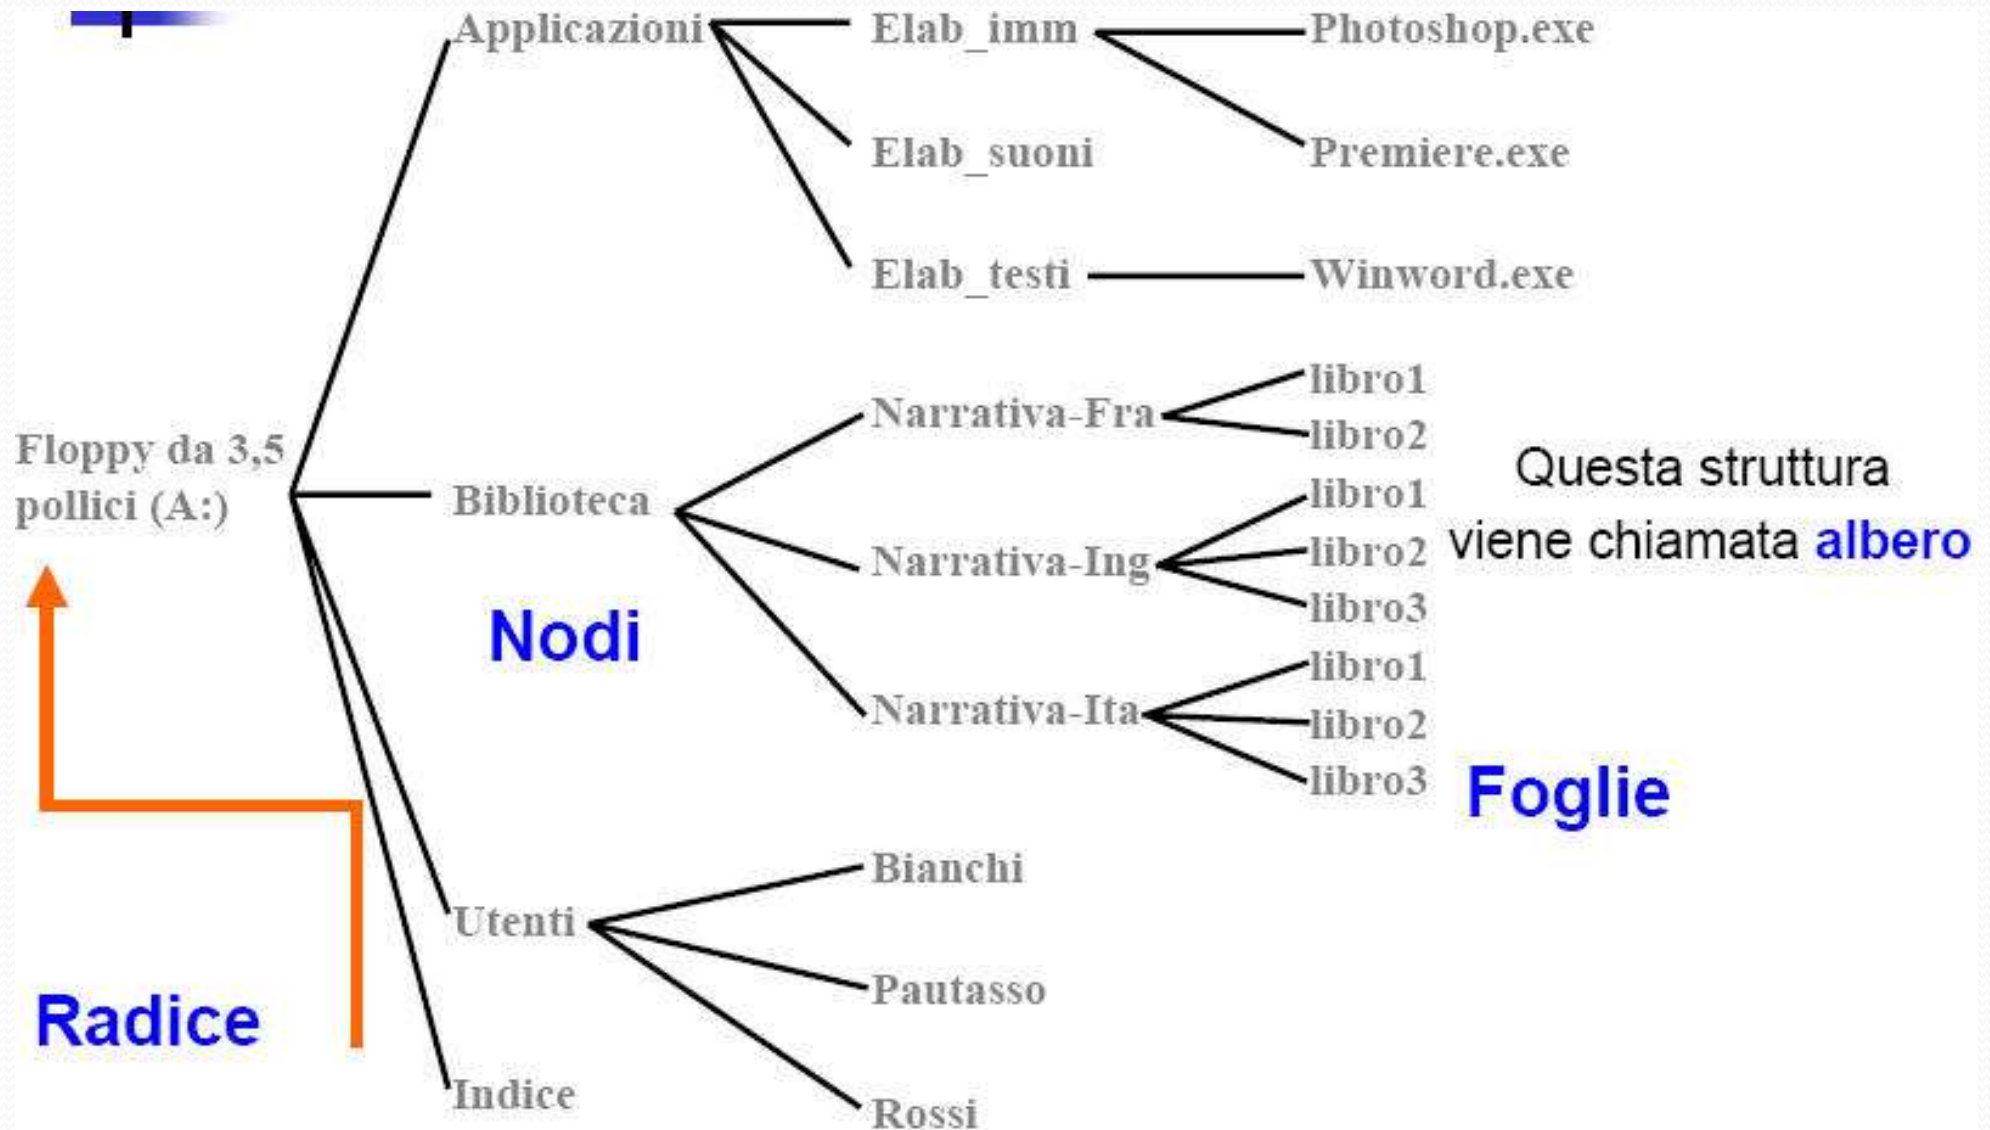 Applicazioni
Elab_imm
Photoshop.exe
Premiere.exe
Elab_suoni
Elab_testi
Winword.exe
Floppy da 3,5
pollici (A:)
Biblioteca
Narrativa-Fra
libro1
libro2
Narrativa-Ing
libro1
libro2
libro3
Narrativa-Ita
libro1
libro2
libro3
Questa struttura
viene chiamata albero
Nodi
Foglie
Utenti
Bianchi
Pautasso
Rossi
Radice
Indice